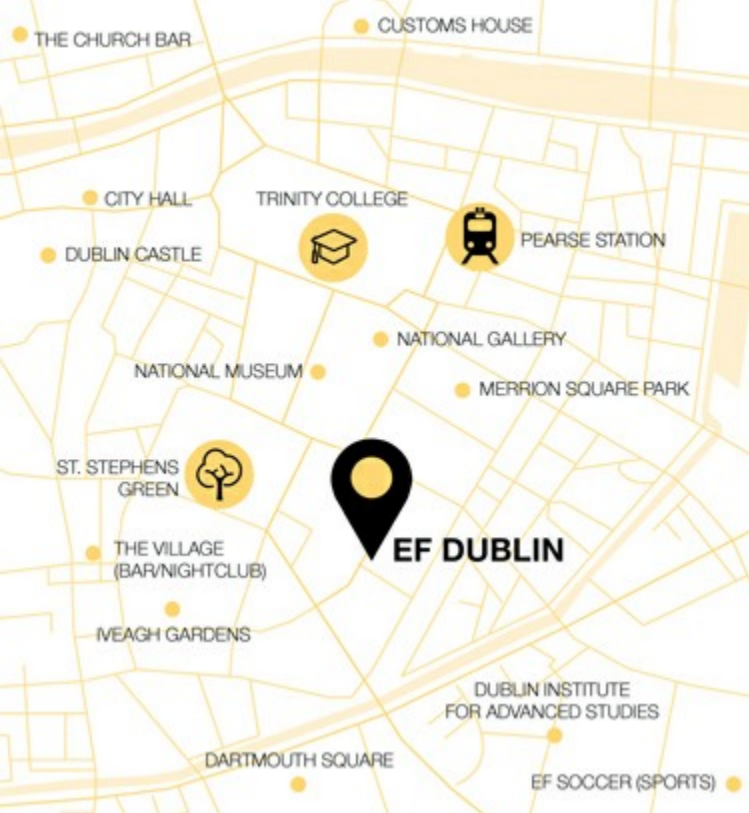 CUSTOMS HOUSE
THE CHURCH BAR
CITY HALL
TRINITY COLLEGE
PEARSE STATION
DUBLIN CASTLE
NATIONAL GALLERY
NATIONAL MUSEUM
MERRION SQUARE PARK
ST. STEPHENS
GREEN
EF DUBLIN
THE VILLAGE
(BAR/NIGHTCLUB)
IVEAGH GARDENS
DUBLIN INSTITUTE
FOR ADVANCED STUDIES
DARTMOUTH SQUARE
EF SOCCER (SPORTS)